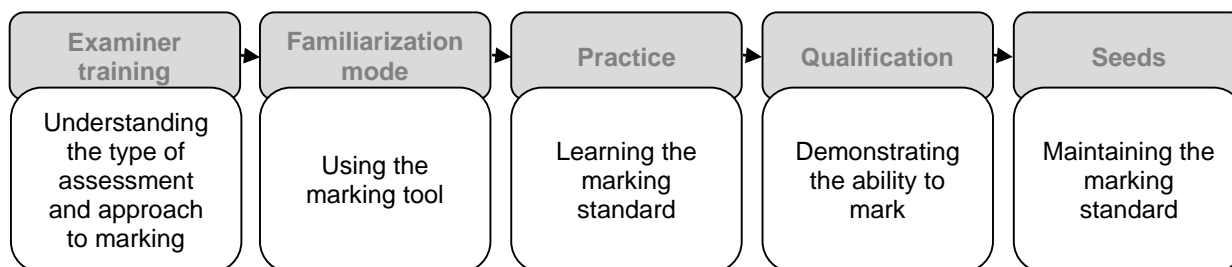 Examiner
training
Understanding
the type of
assessment
and approach
to marking
Familiarization
mode
Using the
marking tool
Practice
Learning the
marking
standard
Qualification
Demonstrating
the ability to
mark
Seeds
Maintaining the
marking
standard